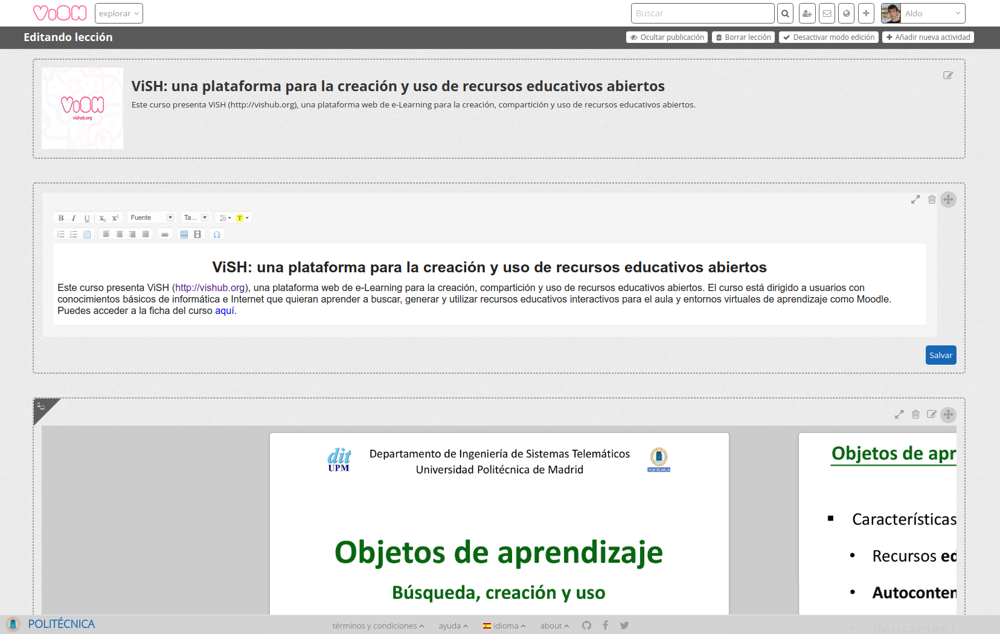 ViSH
explorar
Buscar
Aldo
Editando lección
Ocultar publicación
Borrar lección
Desactivar modo edición
Añadir nueva actividad
ViSH
vishub.org
ViSH: una plataforma para la creación y uso de recursos educativos abiertos
Este curso presenta ViSH (http://vishub.org), una plataforma web de e-Learning para la creación, compartición y uso de recursos educativos abiertos.
B I U x₂ x² Fuente Ta... T
Ω
ViSH: una plataforma para la creación y uso de recursos educativos abiertos
Este curso presenta ViSH (http://vishub.org), una plataforma web de e-Learning para la creación, compartición y uso de recursos educativos abiertos. El curso está dirigido a usuarios con
conocimientos básicos de informática e Internet que quieran aprender a buscar, generar y utilizar recursos educativos interactivos para el aula y entornos virtuales de aprendizaje como Moodle.
Puedes acceder a la ficha del curso aquí.
Salvar
dit
UPM
Departamento de Ingeniería de Sistemas Telemáticos
Universidad Politécnica de Madrid
POLITÉCNICA
Objetos de aprendizaje
Búsqueda, creación y uso
Objetos de apr
▪ Características
• Recursos ed
• Autoconten
• Reusables (
POLITÉCNICA
términos y condiciones
ayuda
idioma
about